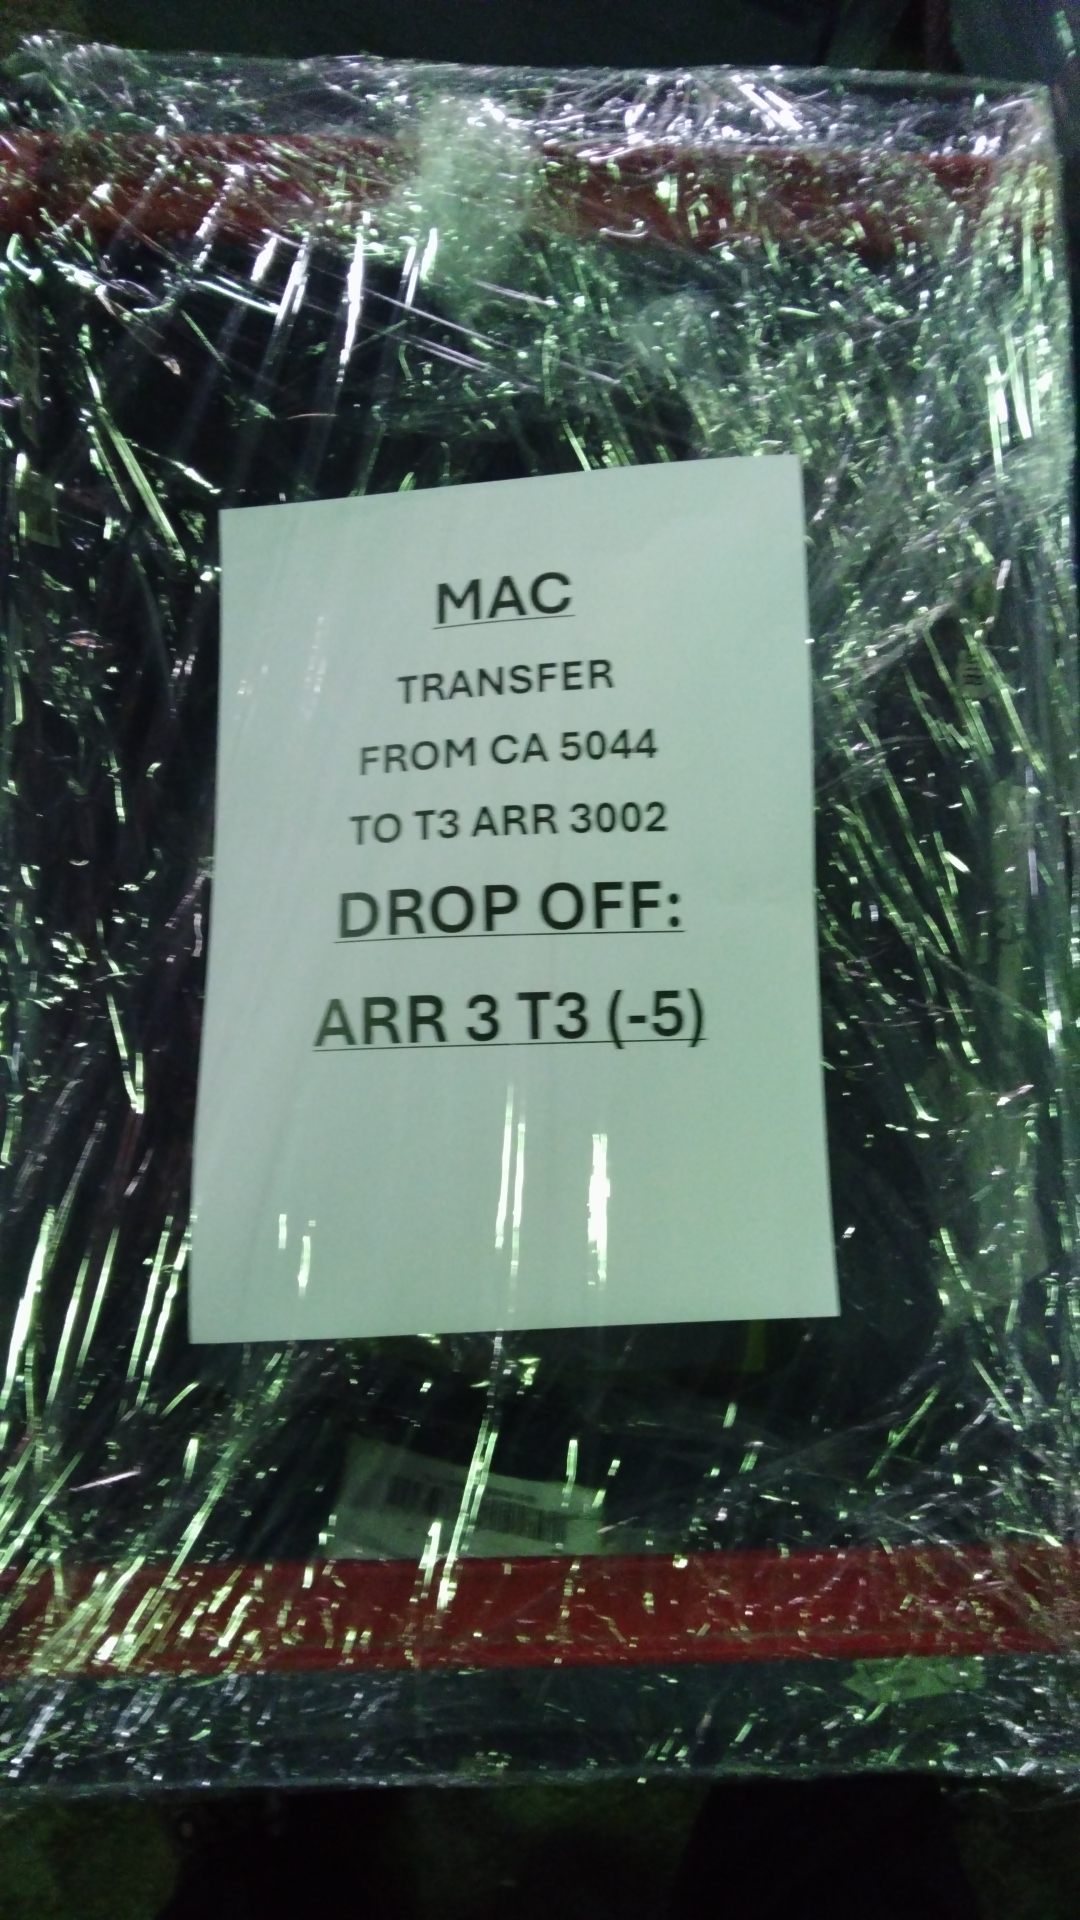 MAC
TRANSFER
FROM CA 5044
TO T3 ARR 3002
DROP OFF:
ARR 3 T3 (-5)